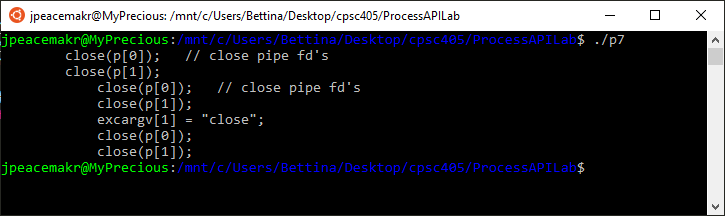 jpeacemakr@MyPrecious: /mnt/c/Users/Bettina/Desktop/cpsc405/ProcessAPILab
jpeacemakr@MyPrecious:/mnt/c/Users/Bettina/Desktop/cpsc405/ProcessAPILab$ ./p7
        close(p[0]);   // close pipe fd's
        close(p[1]);
            close(p[0]);   // close pipe fd's
            close(p[1]);
            excargv[1] = "close";
            close(p[0]);
            close(p[1]);
jpeacemakr@MyPrecious:/mnt/c/Users/Bettina/Desktop/cpsc405/ProcessAPILab$